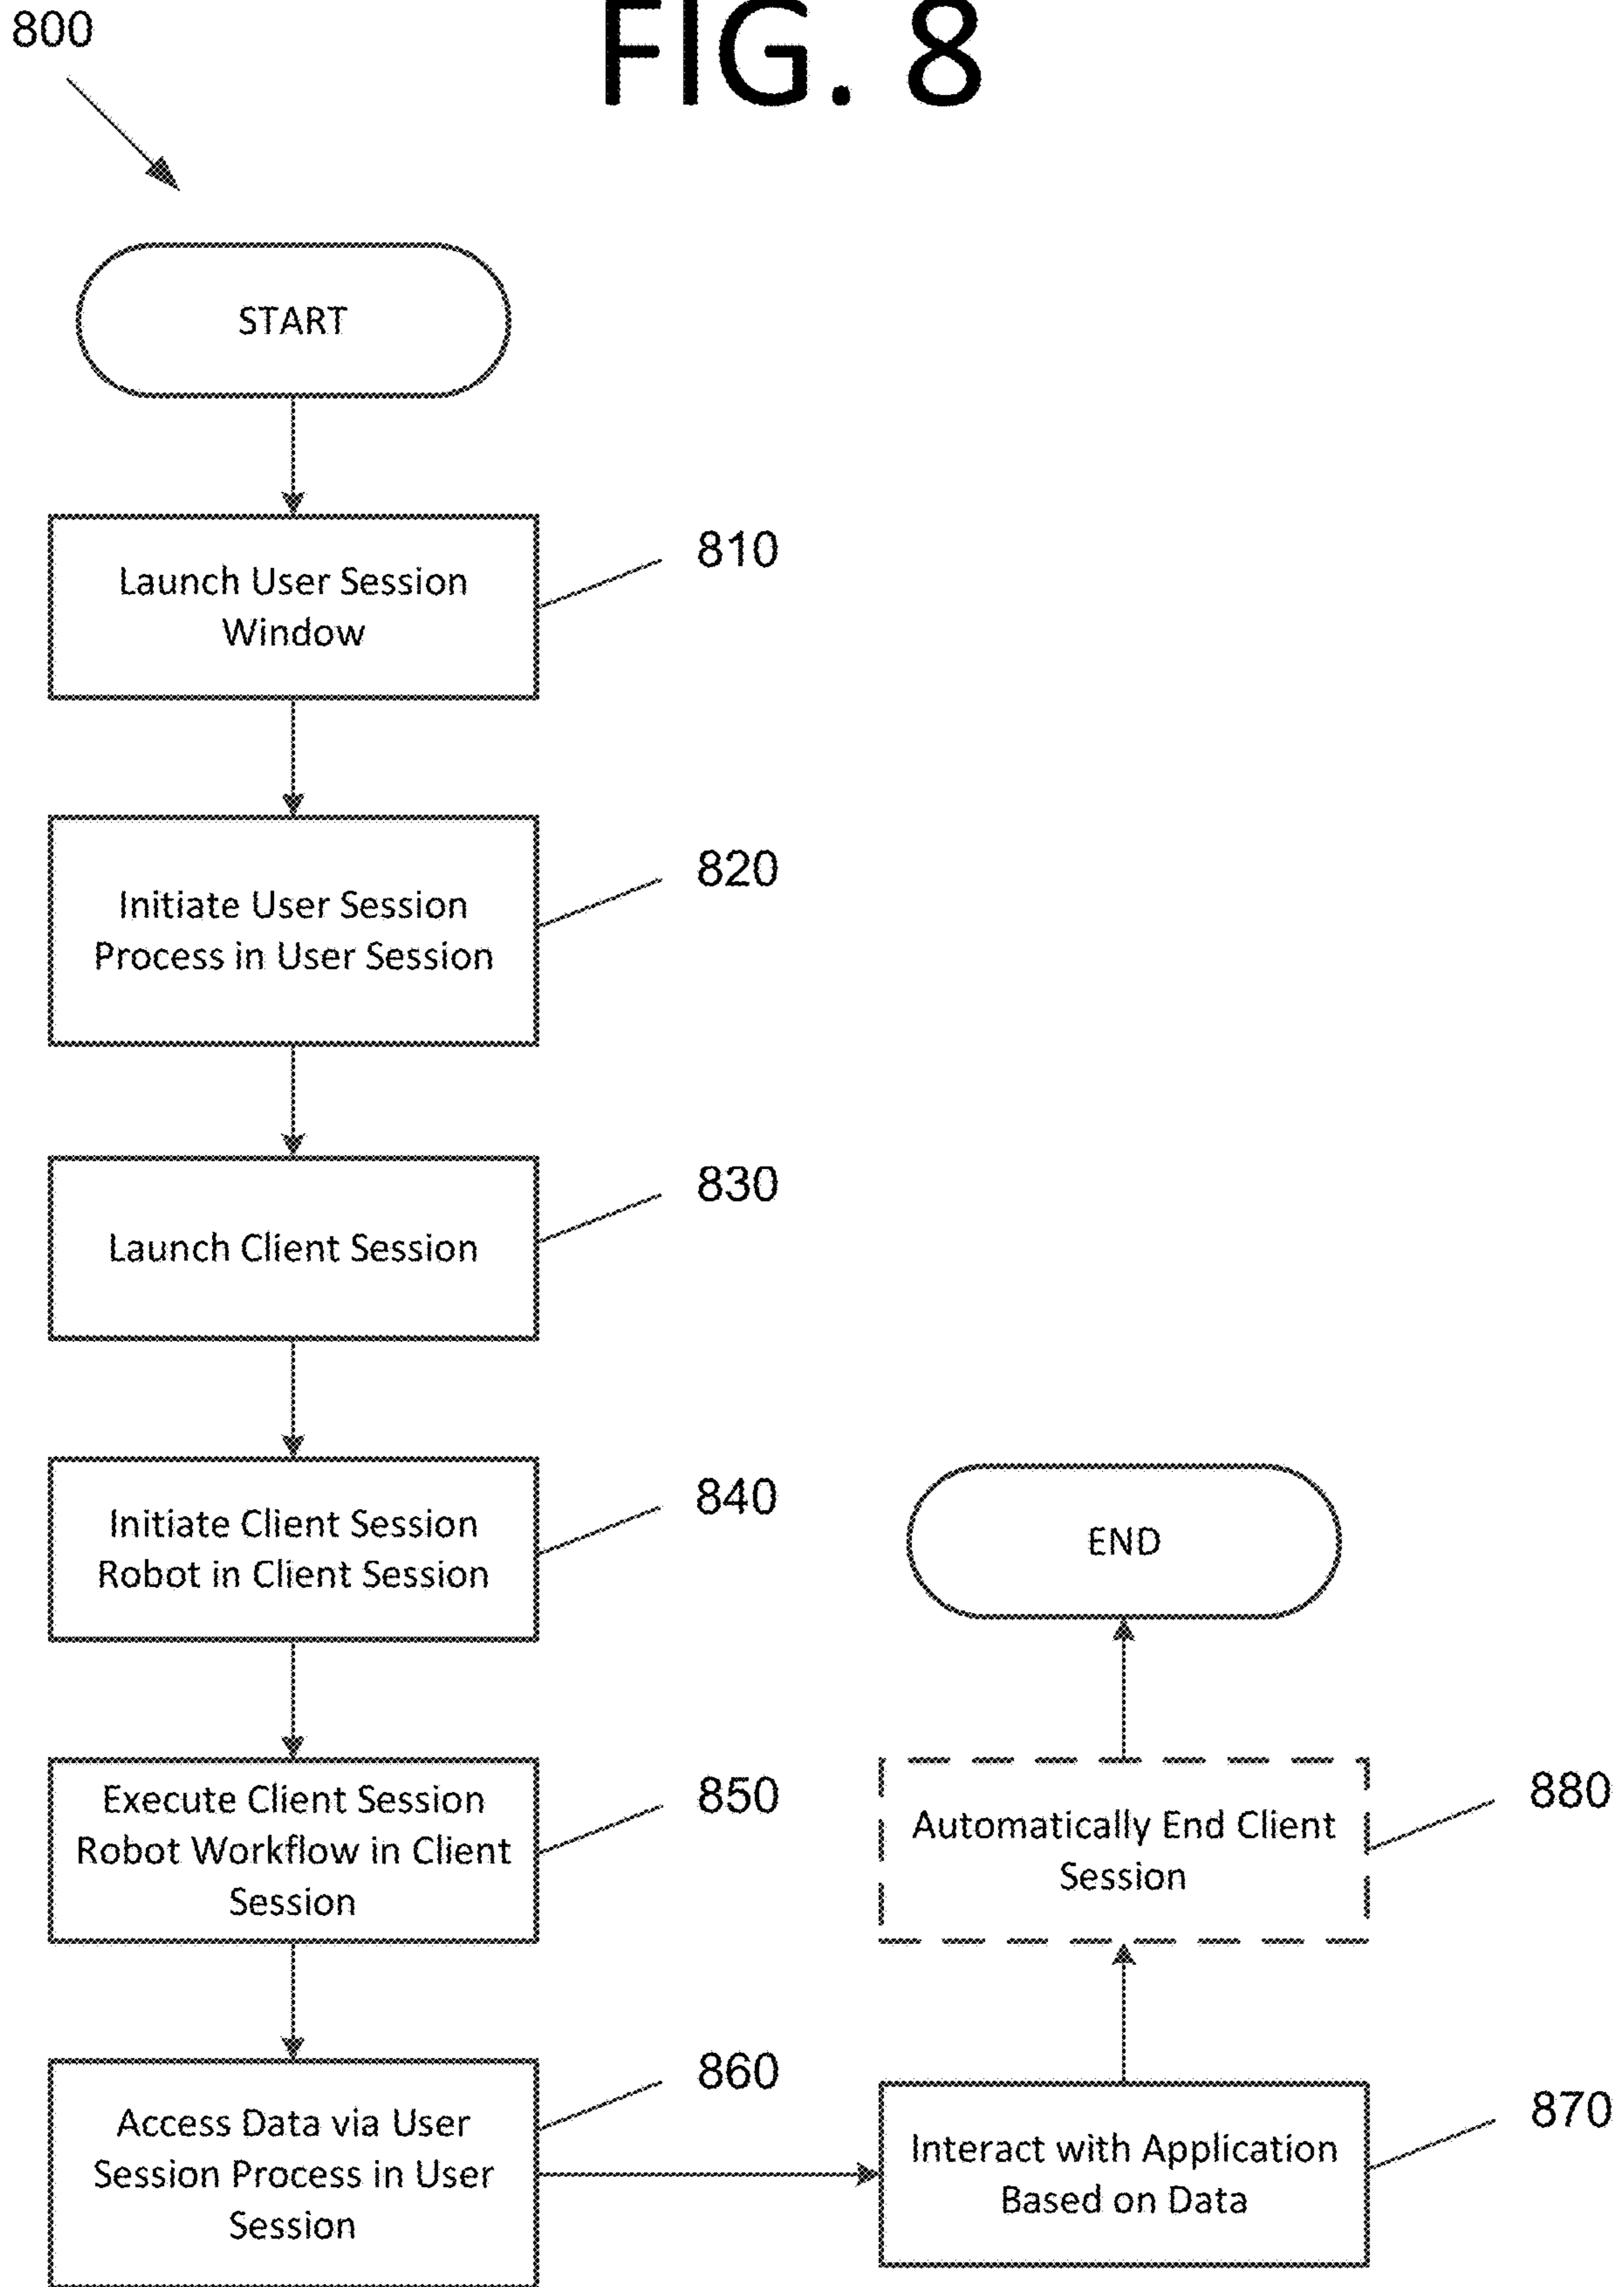 800
FIG. 8
START
Launch User Session
Window
810
Initiate User Session
Process in User Session
820
Launch Client Session
830
Initiate Client Session
Robot in Client Session
840
Execute Client Session
Robot Workflow in Client
Session
850
Access Data via User
Session Process in User
Session
860
Interact with Application
Based on Data
870
Automatically End Client
Session
880
END